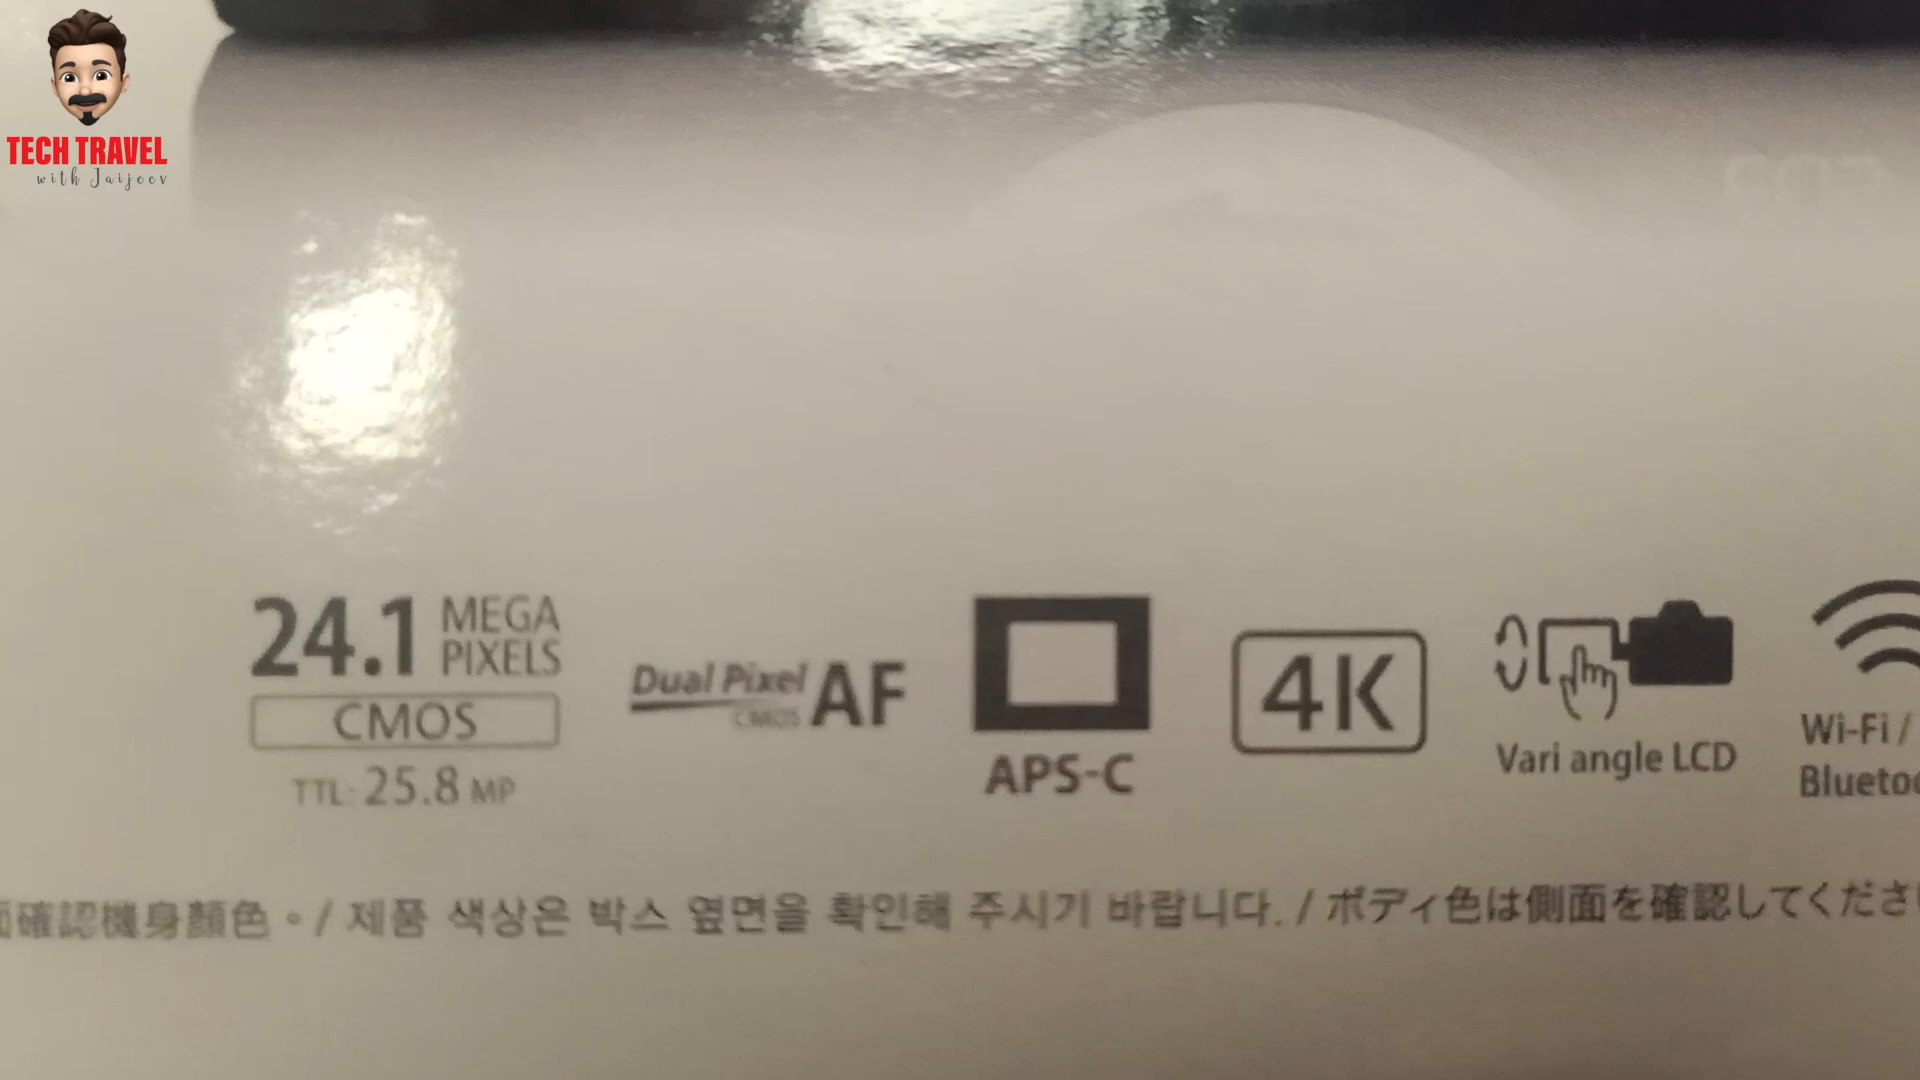 TECH TRAVEL
with Jaijeev
24.1 MEGA PIXELS
CMOS
TTL: 25.8 MP
Dual Pixel CMOS AF
APS-C
4K
Vari angle LCD
Wi-Fi /
確認機身顏色。/ 제품 색상은 박스 옆면을 확인해 주시기 바랍니다. / ボディ色は側面を確認してくださ